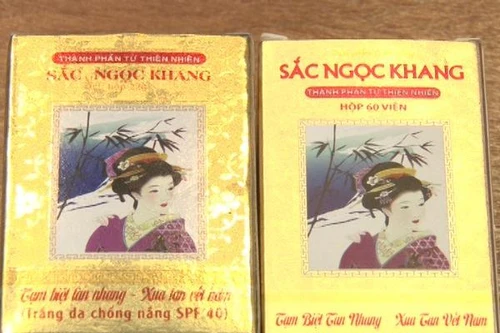 THÀNH PHẦN TỪ THIÊN NHIÊN
SẮC NGỌC KHANG
Tạm biệt tàn nhang - Xua tan vết nám
(Trắng da chống nắng SPF 40)
SẮC NGỌC KHANG
THÀNH PHẦN TỪ THIÊN NHIÊN
HỘP 60 VIÊN
Tạm Biệt Tàn Nhang - Xua Tan Vết Nám